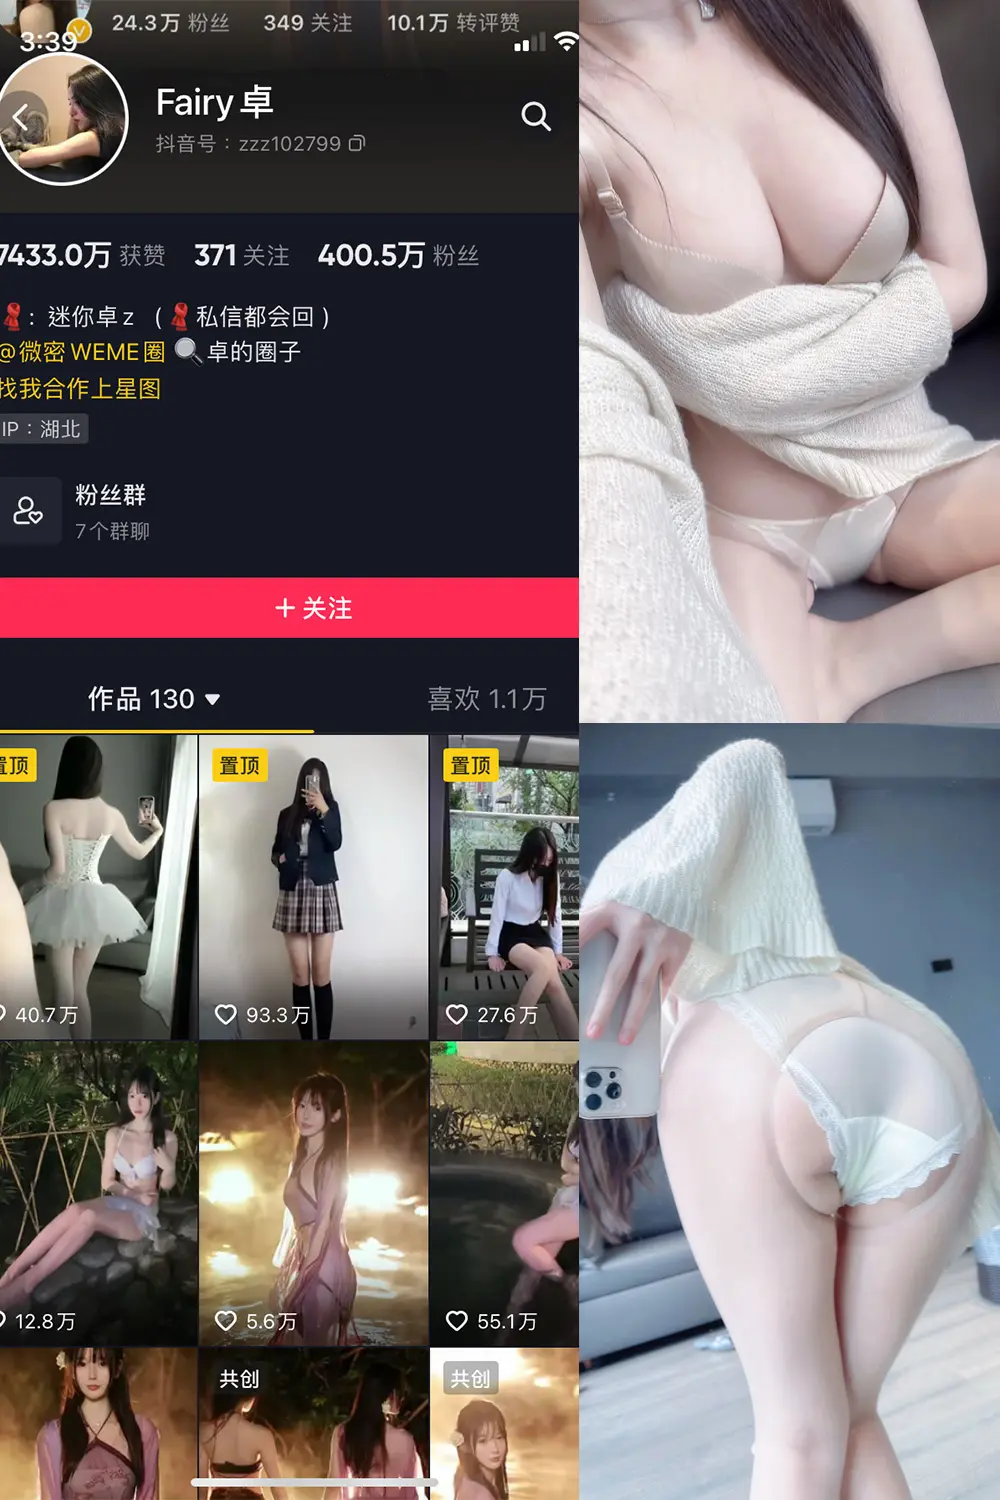 24.3万 粉丝 349 关注 10.1万 转评赞
3:39
Fairy卓
抖音号：zzz102799
7433.0万 获赞 371 关注 400.5万 粉丝
：迷你卓z （私信都会回）
@微密WEME圈 卓的圈子
找我合作上星图
IP：湖北
粉丝群
7个群聊
+ 关注
作品 130 喜欢 1.1万
置顶 置顶 置顶
40.7万 93.3万 27.6万
12.8万 5.6万 55.1万
共创 共创